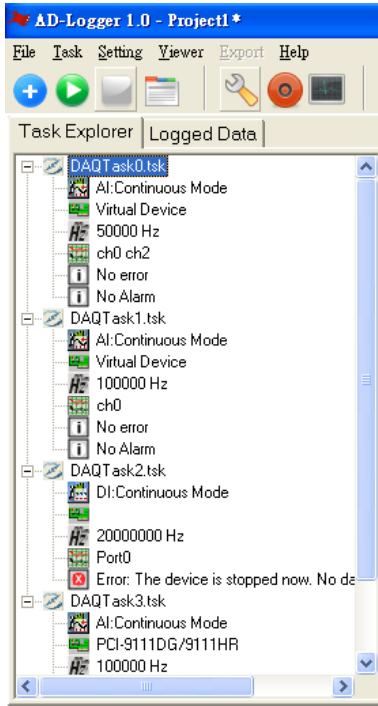 AD-Logger 1.0 - Project1*
File Task Setting Viewer Export Help
Task Explorer Logged Data
DAQTask0.tsk
AI:Continuous Mode
Virtual Device
50000 Hz
ch0 ch2
No error
No Alarm
DAQTask1.tsk
AI:Continuous Mode
Virtual Device
100000 Hz
ch0
No error
No Alarm
DAQTask2.tsk
DI:Continuous Mode
20000000 Hz
Port0
Error: The device is stopped now. No da
DAQTask3.tsk
AI:Continuous Mode
PCI-9111DG/9111HR
100000 Hz